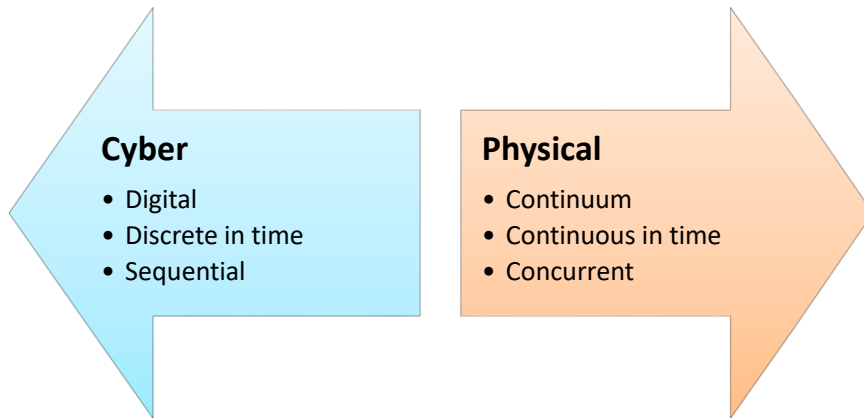 Cyber
• Digital
• Discrete in time
• Sequential
Physical
• Continuum
• Continuous in time
• Concurrent